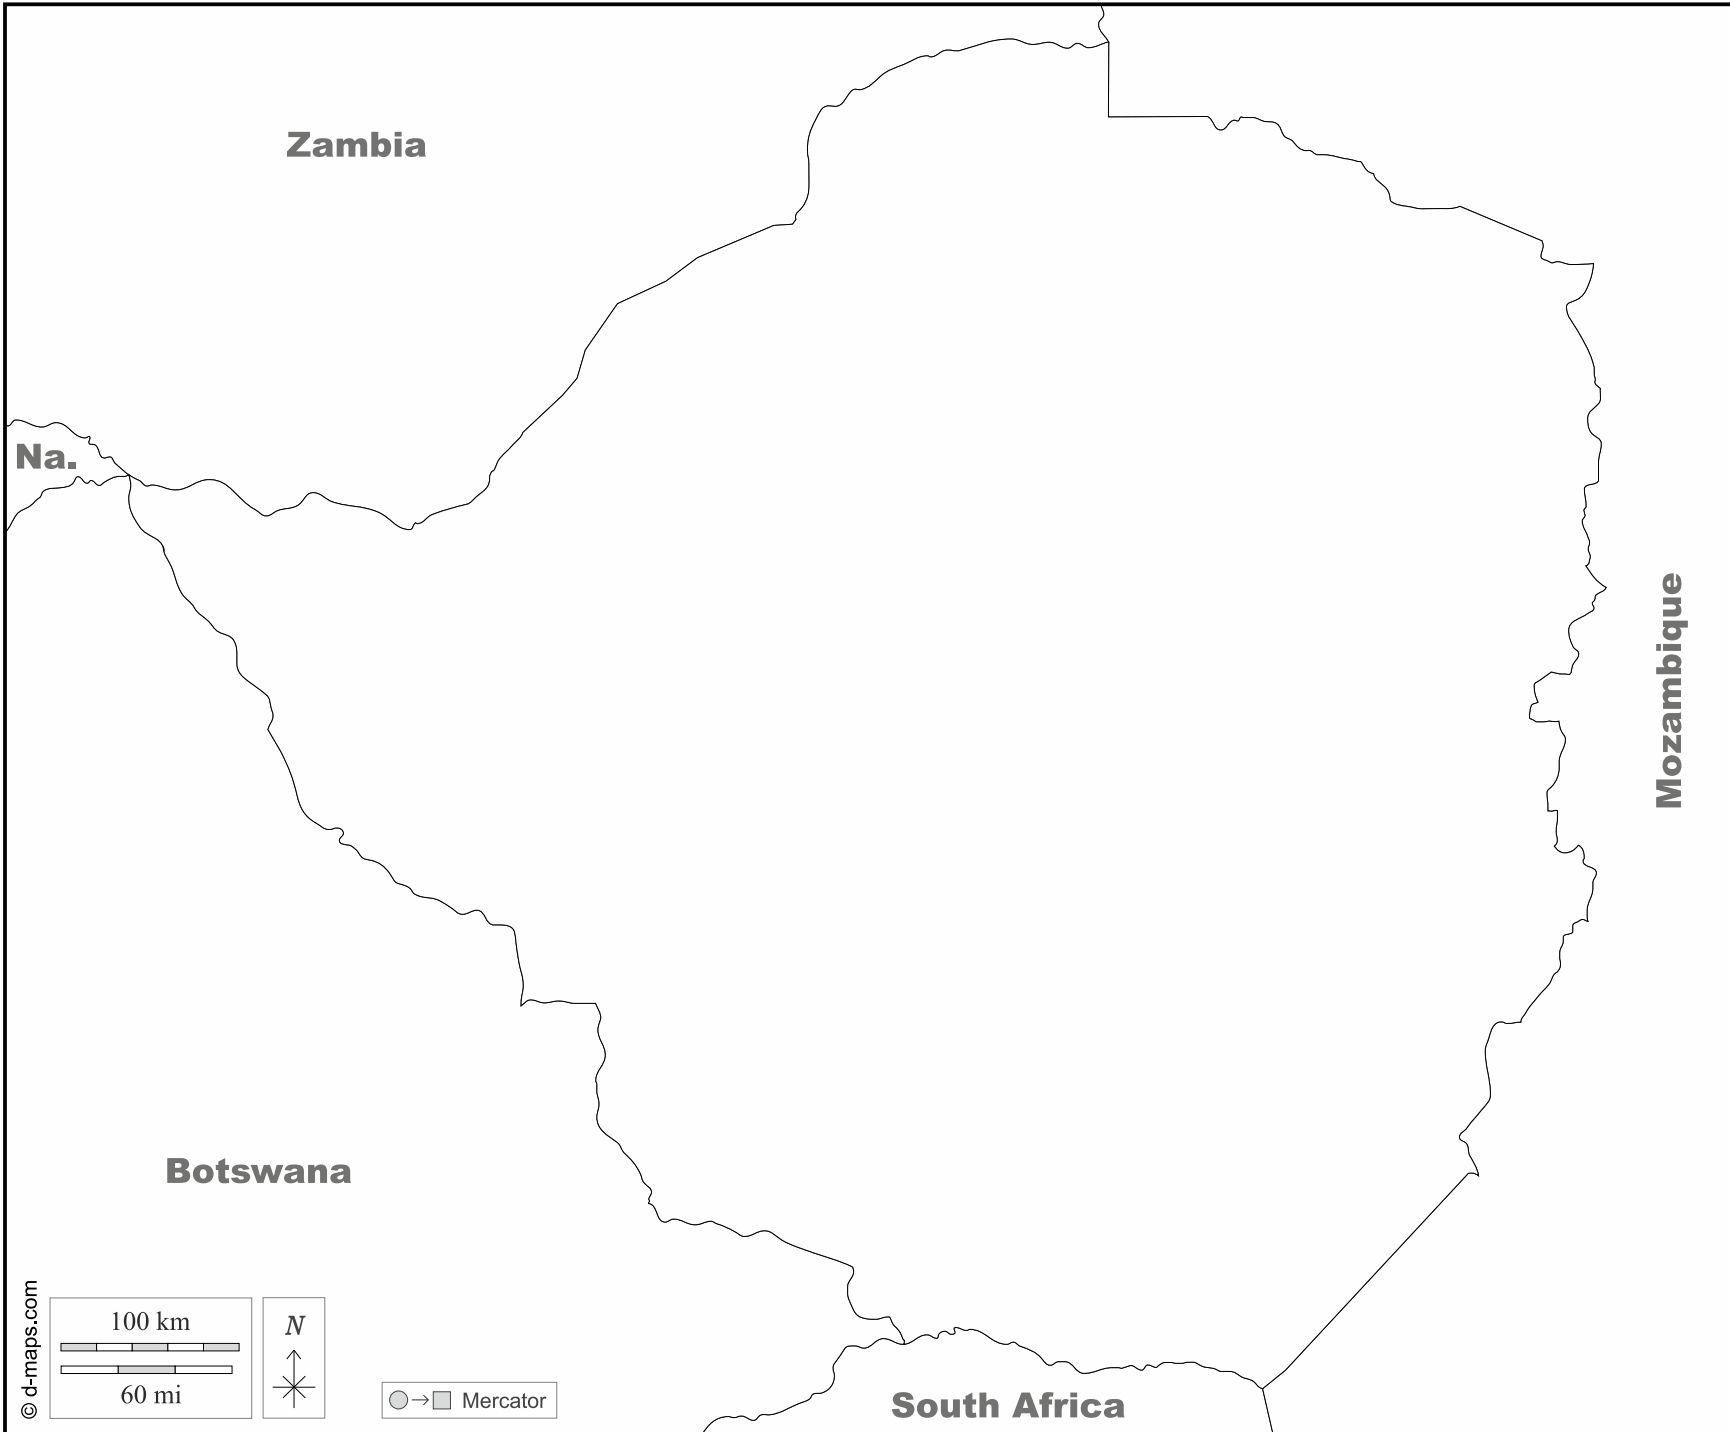 Zambia
Na.
Mozambique
Botswana
South Africa
© d-maps.com
100 km
60 mi
N
Mercator